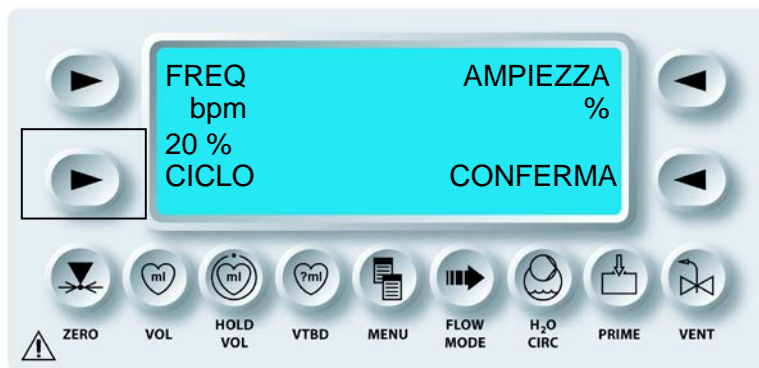 FREQ AMPIEZZA
bpm %
20 %
CICLO CONFERMA
ml ml ?ml
ZERO VOL HOLD VOL VTBD MENU FLOW MODE H₂O CIRC PRIME VENT